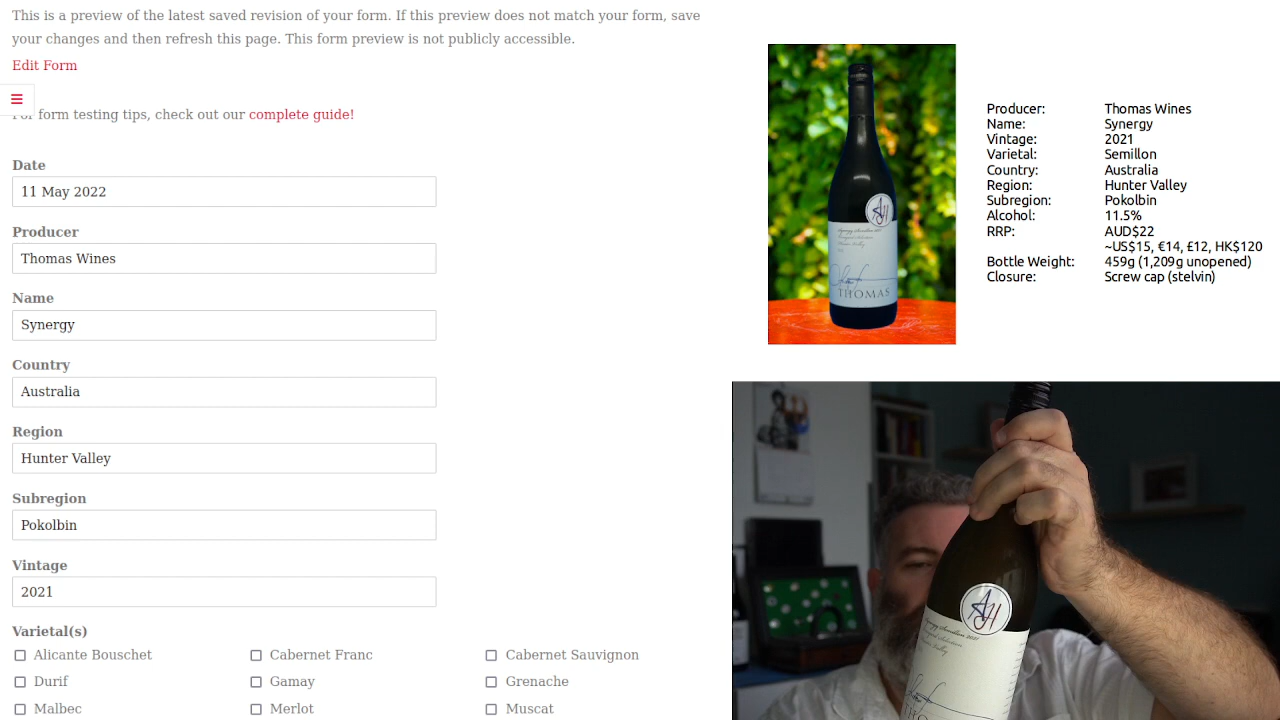 This is a preview of the latest saved revision of your form. If this preview does not match your form, save
your changes and then refresh this page. This form preview is not publicly accessible.
Edit Form
For form testing tips, check out our complete guide!
Date
11 May 2022
Producer
Thomas Wines
Name
Synergy
Country
Australia
Region
Hunter Valley
Subregion
Pokolbin
Vintage
2021
Varietal(s)
Alicante Bouschet Cabernet Franc Cabernet Sauvignon
Durif Gamay Grenache
Malbec Merlot Muscat
THOMAS
Producer: Thomas Wines
Name: Synergy
Vintage: 2021
Varietal: Semillon
Country: Australia
Region: Hunter Valley
Subregion: Pokolbin
Alcohol: 11.5%
RRP: AUD$22
~US$15, €14, £12, HK$120
Bottle Weight: 459g (1,209g unopened)
Closure: Screw cap (stelvin)
Synergy Semillon 2021